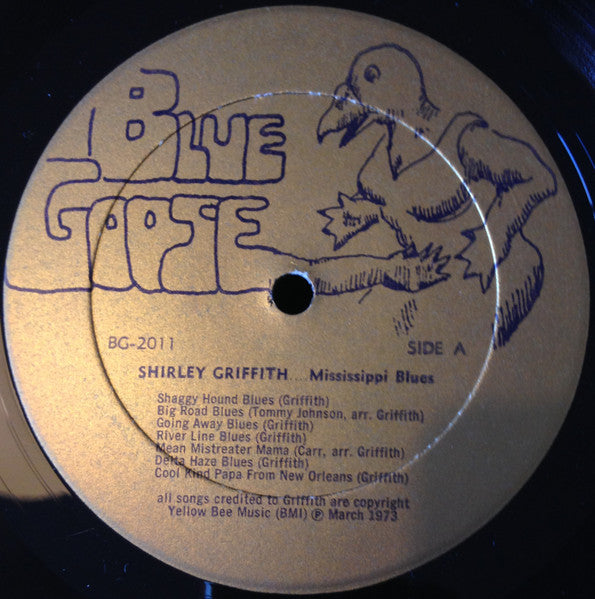 BLUE
GOOSE
BG-2011 SIDE A
SHIRLEY GRIFFITH.... Mississippi Blues
Shaggy Hound Blues (Griffith)
Big Road Blues (Tommy Johnson, arr. Griffith)
Going Away Blues (Griffith)
River Line Blues (Griffith)
Mean Mistreater Mama (Carr, arr. Griffith)
Delta Haze Blues (Griffith)
Cool Kind Papa From New Orleans (Griffith)
all songs credited to Griffith are copyright
Yellow Bee Music (BMI) ℗ March 1973